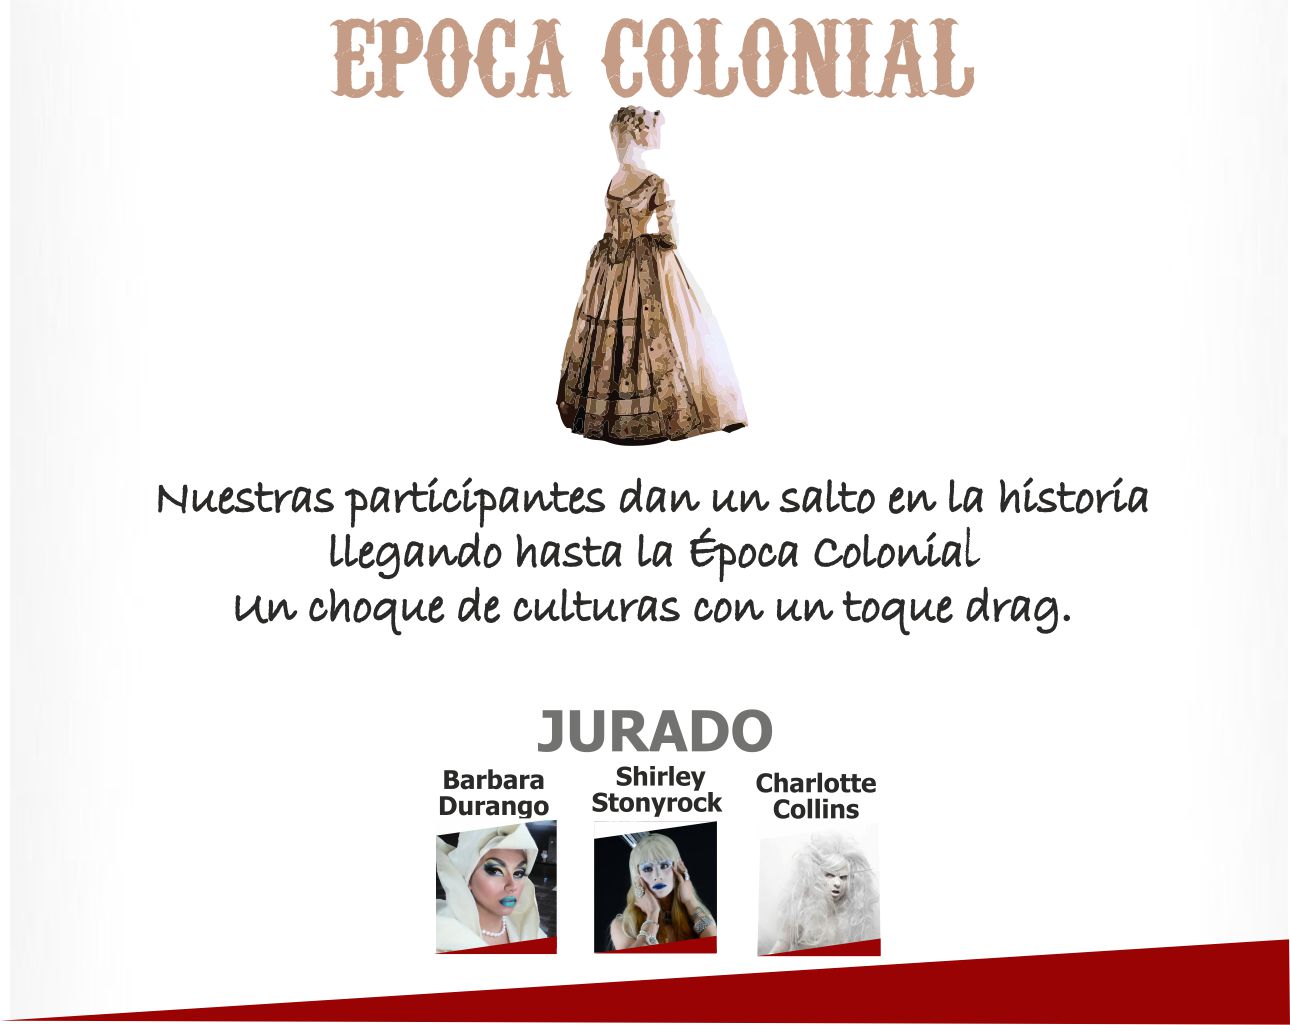 EPOCA COLONIAL
Nuestras participantes dan un salto en la historia
llegando hasta la Época Colonial
Un choque de culturas con un toque drag.
JURADO
Barbara
Durango
Shirley
Stonyrock
Charlotte
Collins